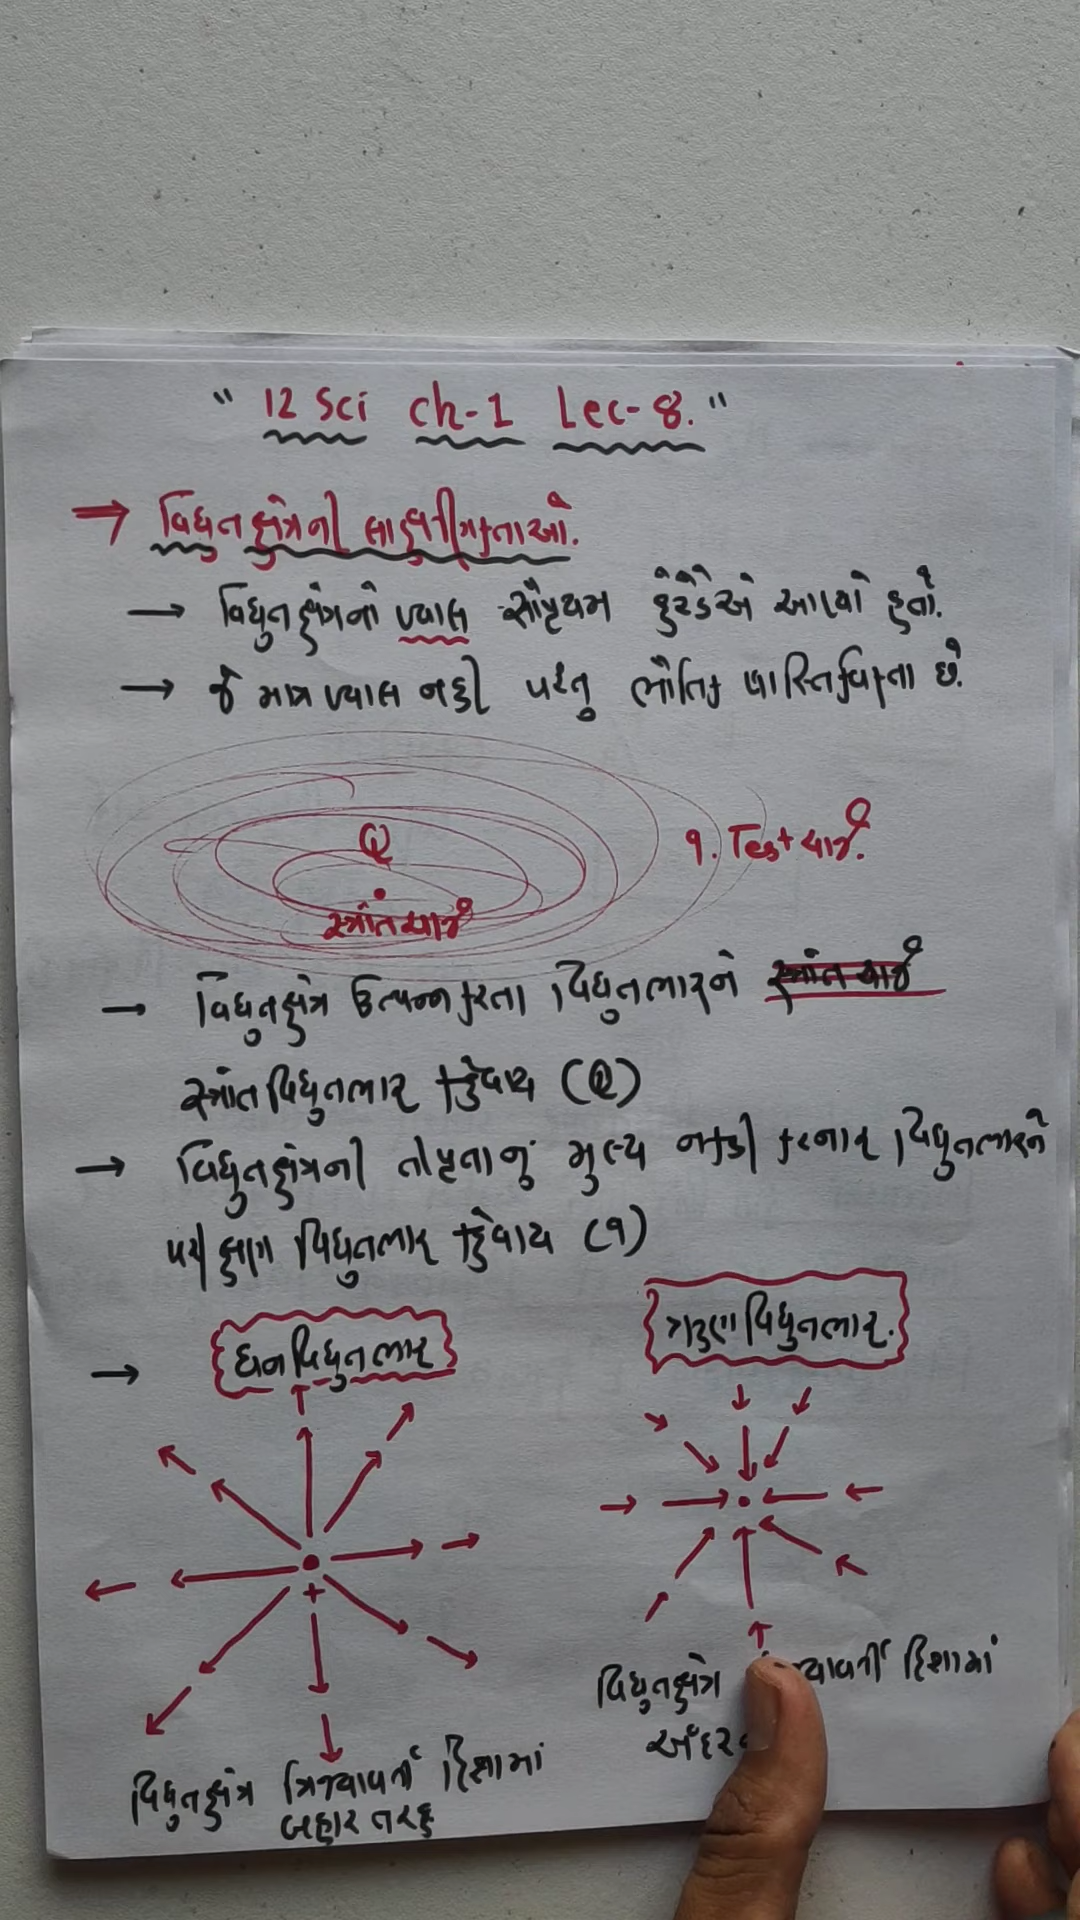 " 12 Sci ch-1 Lec-8. "
⇒ વિધુતક્ષેત્રની લાક્ષણીકતાઓ.
→ વિધુતક્ષેત્રનો ખ્યાલ સૌપ્રથમ ફેરેડેએ આપ્યો હતો.
→ જે માત્ર ખ્યાલ નહી પરંતુ ભૌતિક વાસ્તિવિકતા છે.
Q
q. Test ચાર્જ.
સ્ત્રોત ચાર્જ
→ વિધુતક્ષેત્ર ઉત્પન્ન કરતા વિધુતભારને
સ્ત્રોત વિધુતભાર કહેવાય (Q)
→ વિધુતક્ષેત્રની તીવ્રતાનું મુલ્ય નક્કી કરનાર વિધુતભારને
પરીક્ષણ વિધુતભાર કહેવાય (q)
→ ધન વિધુતભાર
ઋણ વિધુતભાર.
+
વિધુતક્ષેત્ર દિશામાં
અંદર
વિધુતક્ષેત્ર ત્રિજ્યાવર્તી દિશામાં
બહાર તરફ